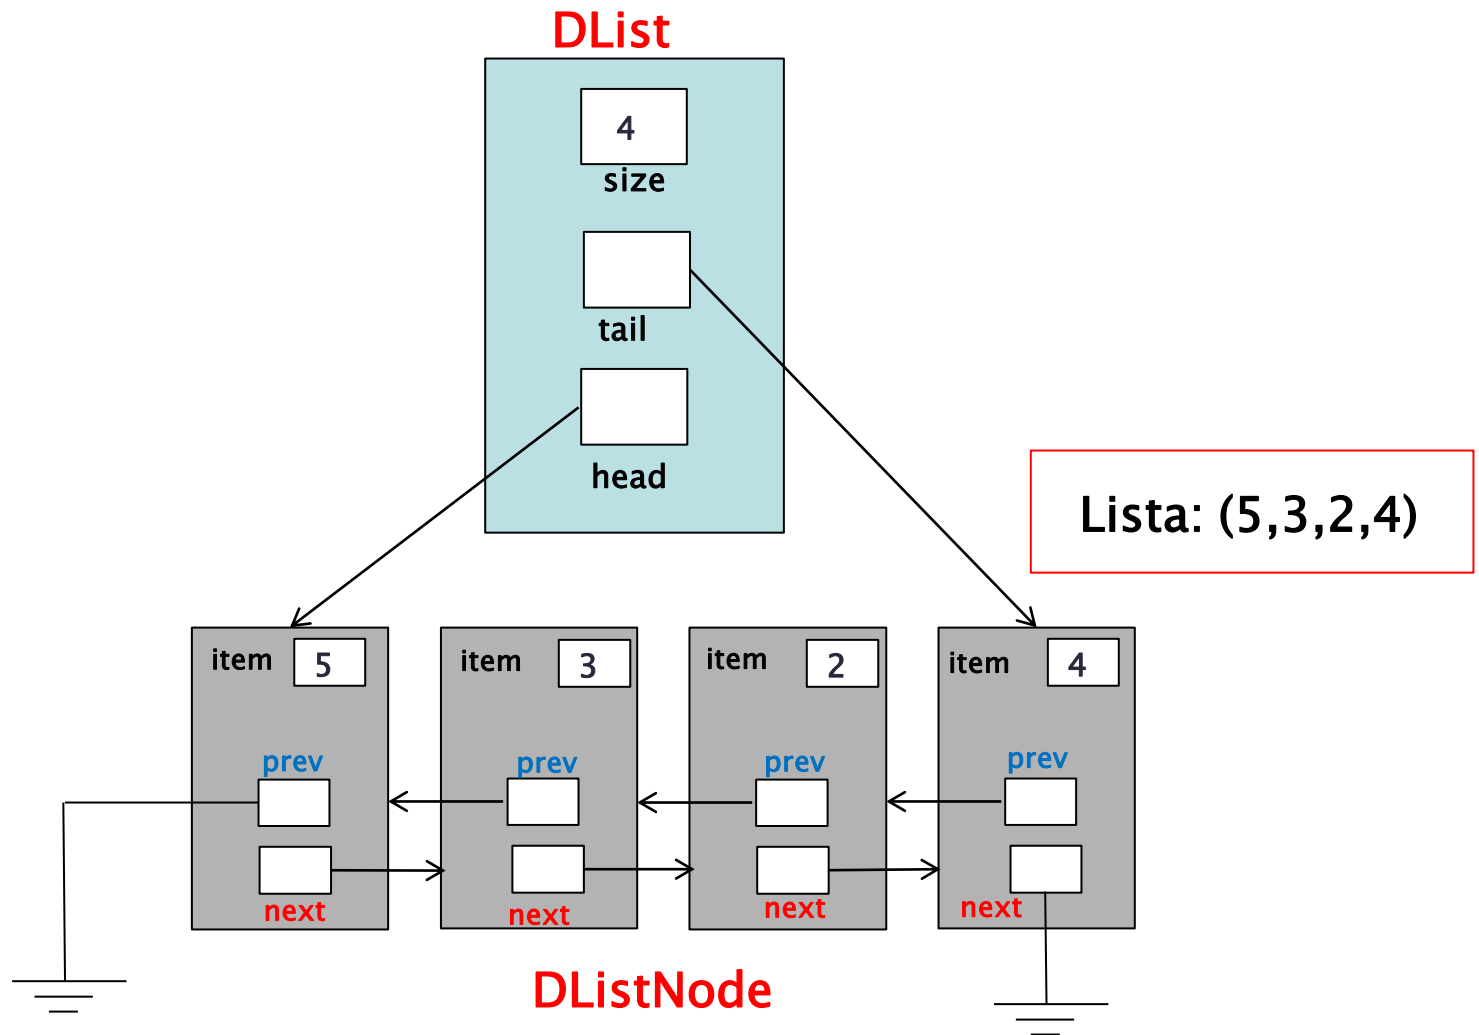 DList
4
size
tail
head
Lista: (5,3,2,4)
item 5
item 3
item 2
item 4
prev
prev
prev
prev
next
next
next
next
DListNode